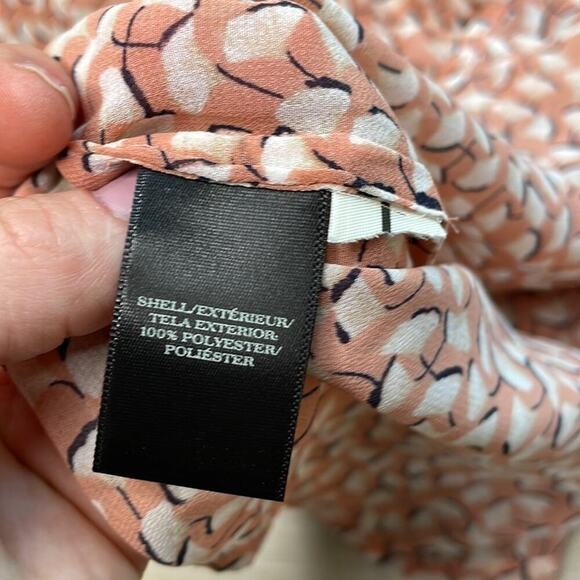 SHELL/EXTÉRIEUR/
TELA EXTERIOR:
100% POLYESTER/
POLIÉSTER